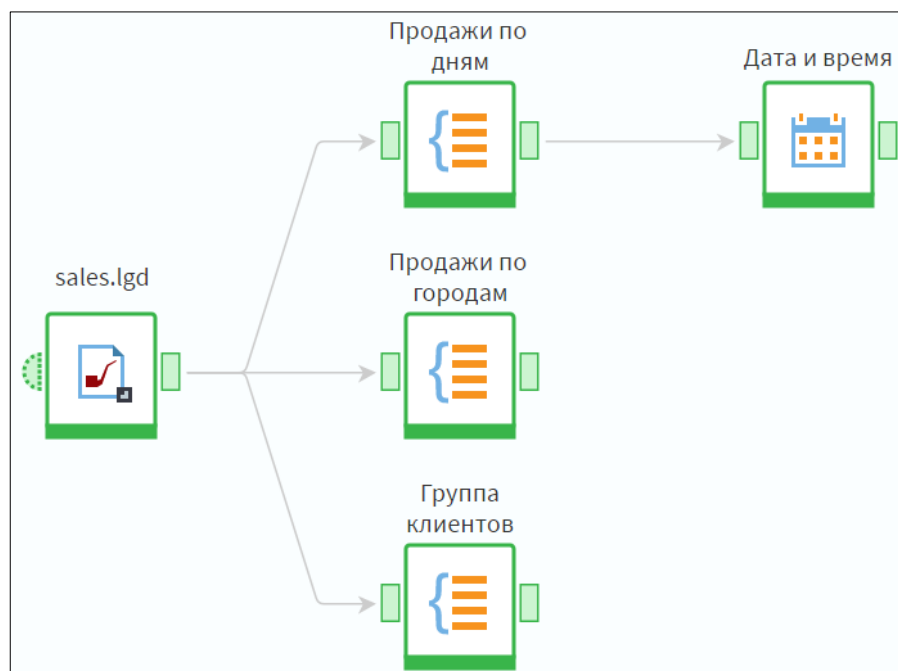 Продажи по
дням
Дата и время
sales.lgd
Продажи по
городам
Группа
клиентов